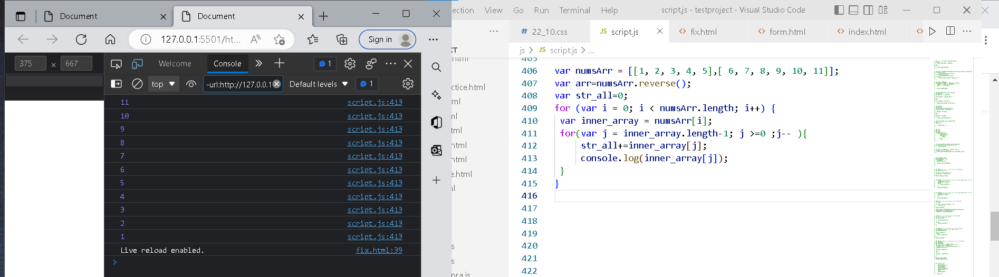 Document
Document
127.0.0.1:5501/ht...
Sign in
375 × 667
Welcome
Console
1
top
-url:http://127.0.0.1
Default levels
1
11 script.js:413
10 script.js:413
9 script.js:413
8 script.js:413
7 script.js:413
6 script.js:413
5 script.js:413
4 script.js:413
3 script.js:413
2 script.js:413
1 script.js:413
Live reload enabled. fix.html:39
ection View Go Run Terminal Help
script.js - testproject - Visual Studio Code
# 22_10.css
JS script.js
<> fix.html
<> form.html
<> index.html
js > JS script.js > ...
CT
html
ctice.html
ml
l
tml
html
html
e.html
l
s
s
ora.js
405
406 var numsArr = [[1, 2, 3, 4, 5],[ 6, 7, 8, 9, 10, 11]];
407 var arr=numsArr.reverse();
408 var str_all=0;
409 for (var i = 0; i < numsArr.length; i++) {
410 var inner_array = numsArr[i];
411 for(var j = inner_array.length-1; j >=0 ;j-- ){
412 str_all+=inner_array[j];
413 console.log(inner_array[j]);
414 }
415 }
416
417
418
419
420
421
422